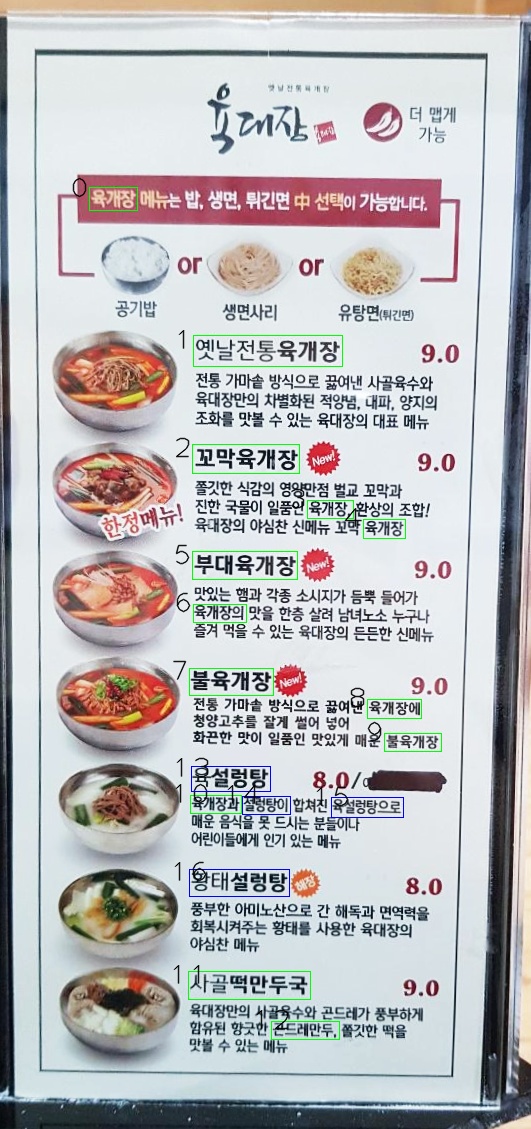 옛날전통육개장
육대장
더 맵게
가능
0 육개장 메뉴는 밥, 생면, 튀긴면 中 선택이 가능합니다.
or or
공기밥 생면사리 유탕면(튀긴면)
1 옛날전통육개장 9.0
전통 가마솥 방식으로 끓여낸 사골육수와
육대장만의 차별화된 적양념, 대파, 양지의
조화를 맛볼 수 있는 육대장의 대표 메뉴
2 꼬막육개장 New! 9.0
쫄깃한 식감의 영양만점 벌교 꼬막과
진한 국물이 일품인 3 육개장 환상의 조합!
육대장의 야심찬 신메뉴 꼬막 4 육개장
한정메뉴!
5 부대육개장 New! 9.0
맛있는 햄과 각종 소시지가 듬뿍 들어가
6 육개장의 맛을 한층 살려 남녀노소 누구나
즐겨 먹을 수 있는 육대장의 든든한 신메뉴
7 불육개장 New! 9.0
전통 가마솥 방식으로 끓여낸 8 육개장에
청양고추를 잘게 썰어 넣어
화끈한 맛이 일품인 맛있게 매운 9 불육개장
13 육설렁탕 8.0/
10 육개장과 14 설렁탕이 합쳐진 15 육설렁탕으로
매운 음식을 못 드시는 분들이나
어린이들에게 인기 있는 메뉴
16 황태설렁탕 해장 8.0
풍부한 아미노산으로 간 해독과 면역력을
회복시켜주는 황태를 사용한 육대장의
야심찬 메뉴
11 사골떡만두국 9.0
육대장만의 사골육수와 곤드레가 풍부하게
함유된 향긋한 12 곤드레만두, 쫄깃한 떡을
맛볼 수 있는 메뉴